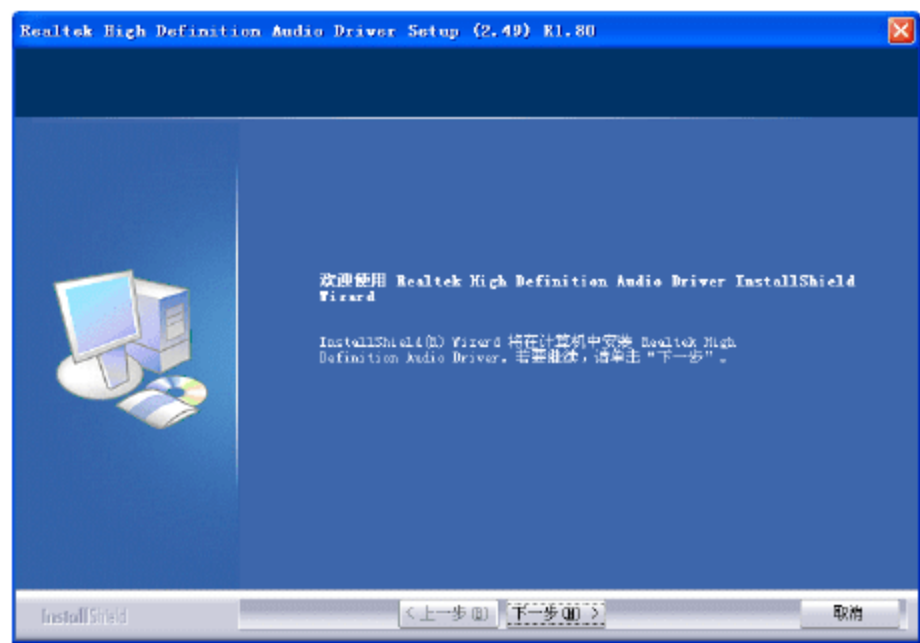 Realtek High Definition Audio Driver Setup (2.49) R1.80
欢迎使用 Realtek High Definition Audio Driver InstallShield
Wizard
InstallShield(R) Wizard 将在计算机中安装 Realtek High
Definition Audio Driver。若要继续，请单击“下一步”。
InstallShield
< 上一步(B)
下一步(N) >
取消